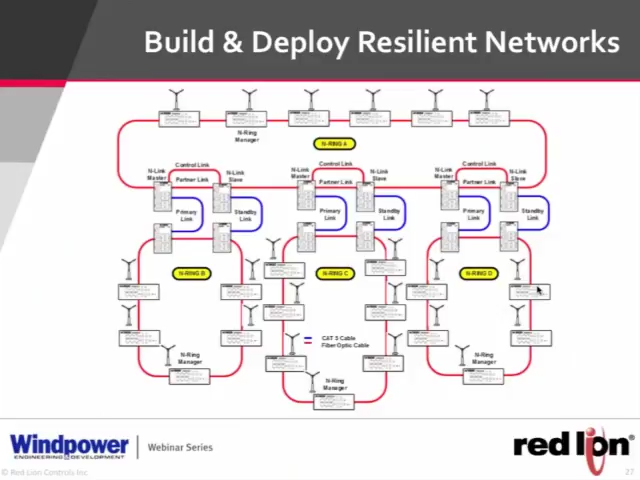 Build & Deploy Resilient Networks
N-Ring
Manager
N-RING A
N-Link
Master
Control Link
Partner Link
N-Link
Slave
N-Link
Master
Control Link
Partner Link
N-Link
Slave
N-Link
Master
Control Link
Partner Link
N-Link
Slave
Primary
Link
Standby
Link
Primary
Link
Standby
Link
Primary
Link
Standby
Link
N-RING B
N-RING C
N-RING D
CAT 5 Cable
Fiber Optic Cable
N-Ring
Manager
N-Ring
Manager
N-Ring
Manager
Windpower
ENGINEERING & DEVELOPMENT
Webinar Series
red lion®
© Red Lion Controls Inc.
27